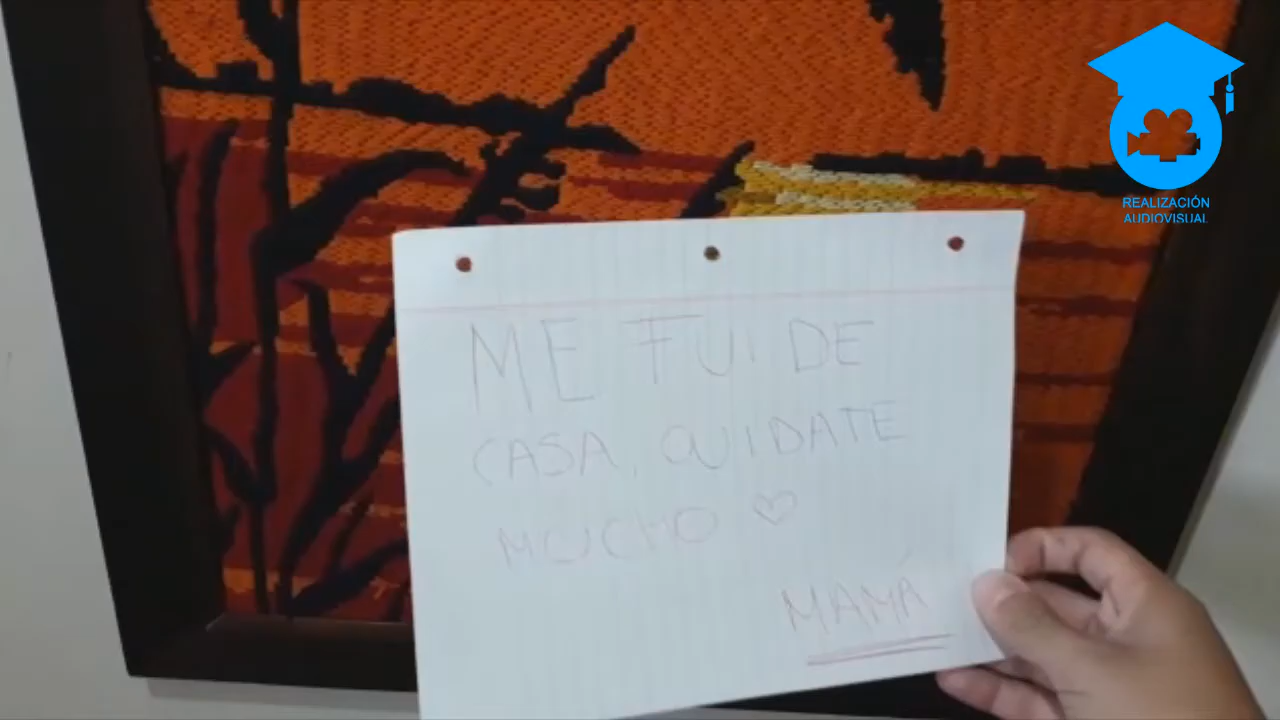 REALIZACIÓN
AUDIOVISUAL
ME FUI DE
CASA, CUIDATE
MUCHO ♡
MAMÁ